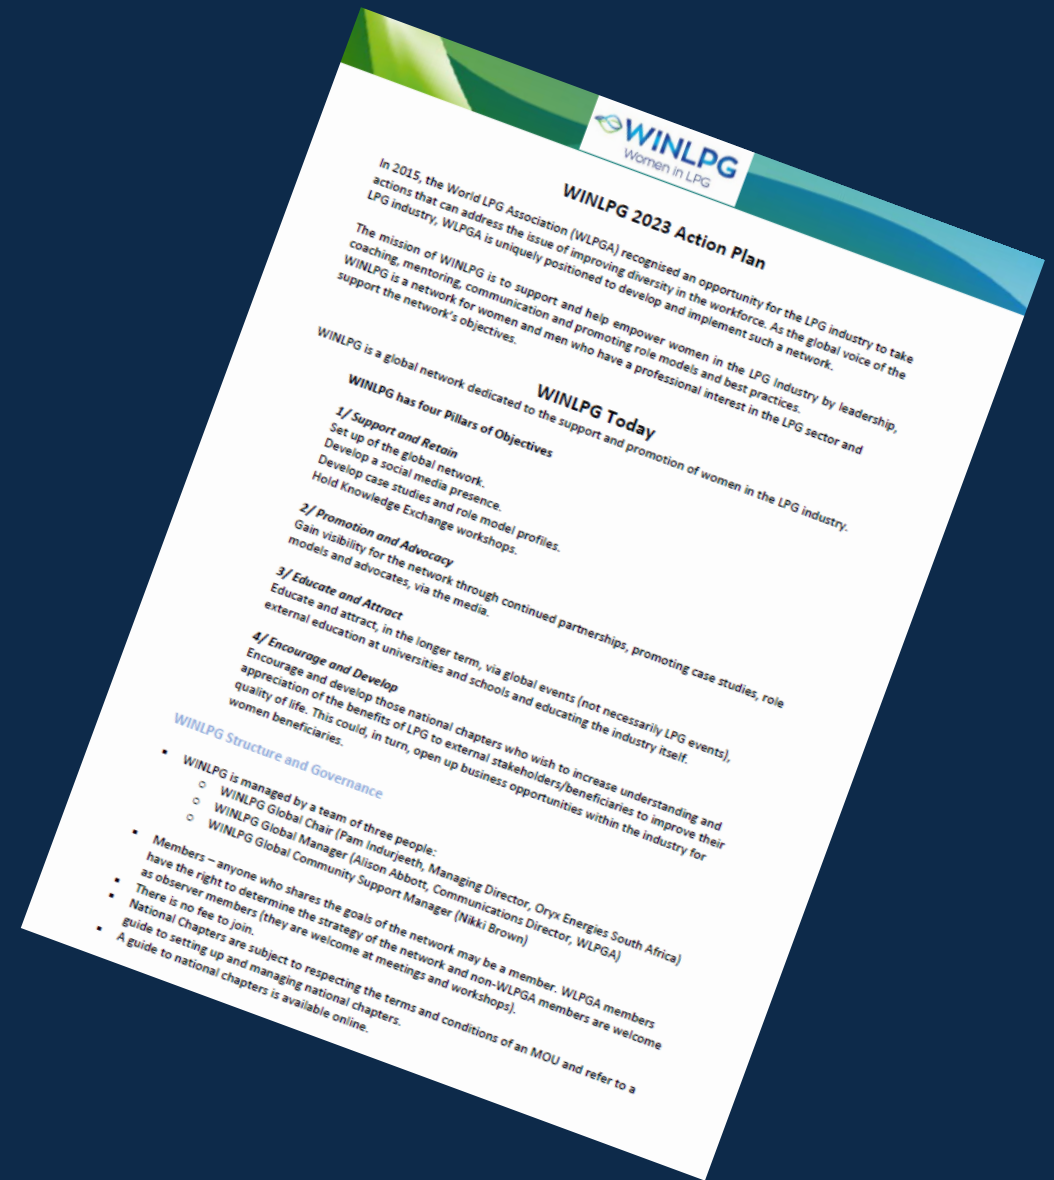 WINLPG
Women in LPG
WINLPG 2023 Action Plan
In 2015, the World LPG Association (WLPGA) recognised an opportunity for the LPG industry to take
actions that can address the issue of improving diversity in the workforce. As the global voice of the
LPG industry, WLPGA is uniquely positioned to develop and implement such a network.
The mission of WINLPG is to support and help empower women in the LPG Industry by leadership,
coaching, mentoring, communication and promoting role models and best practices.
WINLPG is a network for women and men who have a professional interest in the LPG sector and
support the network's objectives.
WINLPG Today
WINLPG is a global network dedicated to the support and promotion of women in the LPG industry.
WINLPG has four Pillars of Objectives
1/ Support and Retain
Set up of the global network.
Develop a social media presence.
Develop case studies and role model profiles.
Hold Knowledge Exchange workshops.
2/ Promotion and Advocacy
Gain visibility for the network through continued partnerships, promoting case studies, role
models and advocates, via the media.
3/ Educate and Attract
Educate and attract, in the longer term, via global events (not necessarily LPG events),
external education at universities and schools and educating the industry itself.
4/ Encourage and Develop
Encourage and develop those national chapters who wish to increase understanding and
appreciation of the benefits of LPG to external stakeholders/beneficiaries to improve their
quality of life. This could, in turn, open up business opportunities within the industry for
women beneficiaries.
WINLPG Structure and Governance
▪ WINLPG is managed by a team of three people:
o WINLPG Global Chair (Pam Indurjeeth, Managing Director, Oryx Energies South Africa)
o WINLPG Global Manager (Alison Abbott, Communications Director, WLPGA)
o WINLPG Global Community Support Manager (Nikki Brown)
▪ Members – anyone who shares the goals of the network may be a member. WLPGA members
have the right to determine the strategy of the network and non-WLPGA members are welcome
as observer members (they are welcome at meetings and workshops).
▪ There is no fee to join.
▪ National Chapters are subject to respecting the terms and conditions of an MOU and refer to a
guide to setting up and managing national chapters.
▪ A guide to national chapters is available online.